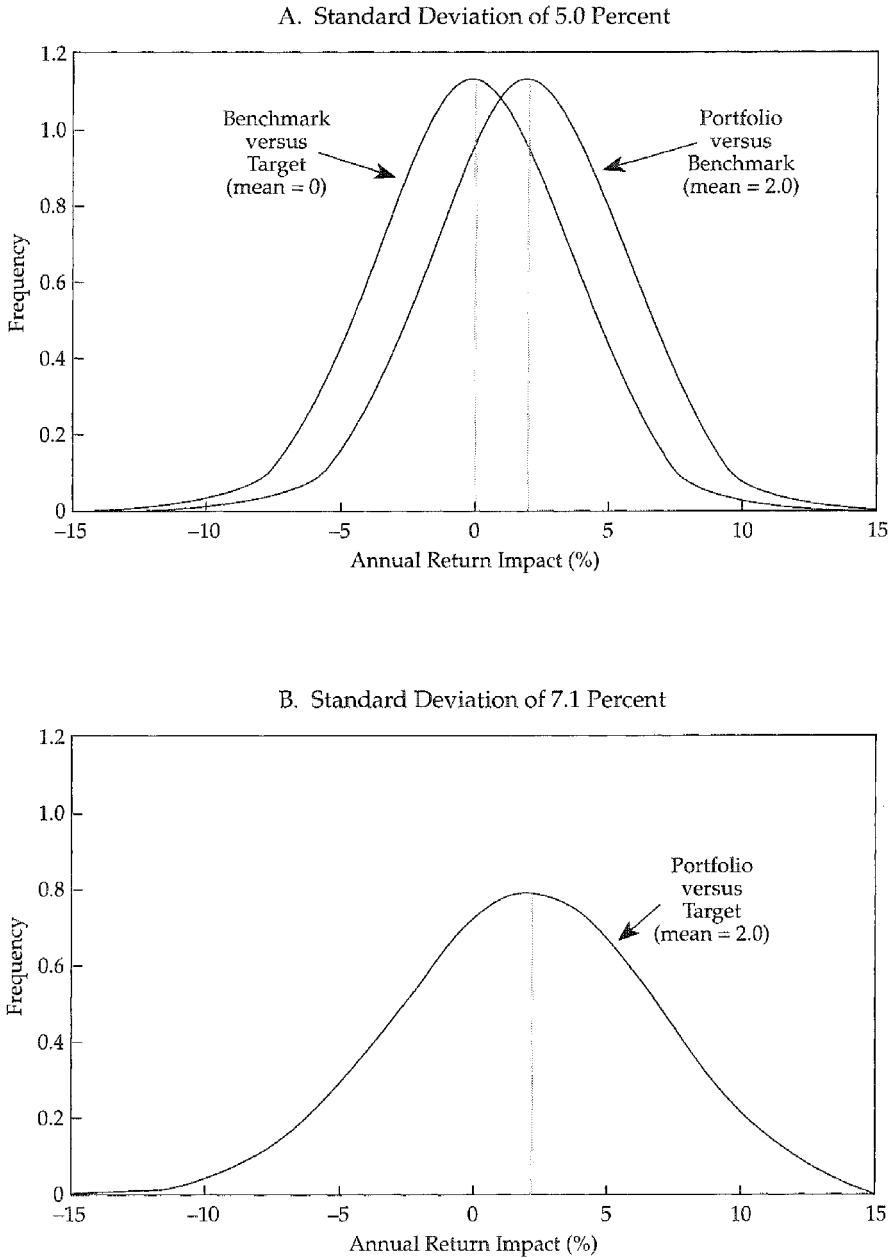 A. Standard Deviation of 5.0 Percent
1.2
1.0
0.8
0.6
0.4
0.2
0
Frequency
Benchmark
versus
Target
(mean = 0)
Portfolio
versus
Benchmark
(mean = 2.0)
–15
–10
–5
0
5
10
15
Annual Return Impact (%)
B. Standard Deviation of 7.1 Percent
1.2
1.0
0.8
0.6
0.4
0.2
0
Frequency
Portfolio
versus
Target
(mean = 2.0)
–15
–10
–5
0
5
10
15
Annual Return Impact (%)